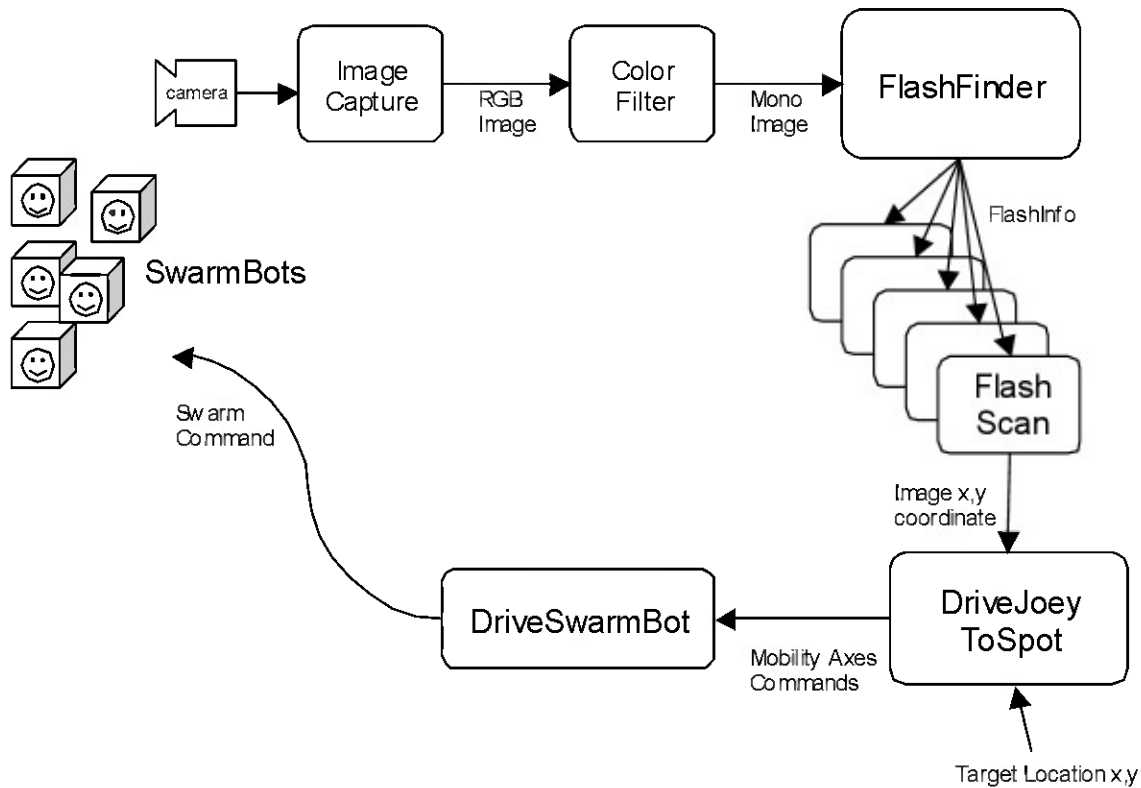 camera
Image
Capture
RGB
Image
Color
Filter
Mono
Image
FlashFinder
FlashInfo
SwarmBots
Flash
Scan
Swarm
Command
Image x,y
coordinate
DriveJoey
ToSpot
DriveSwarmBot
Mobility Axes
Commands
Target Location x,y